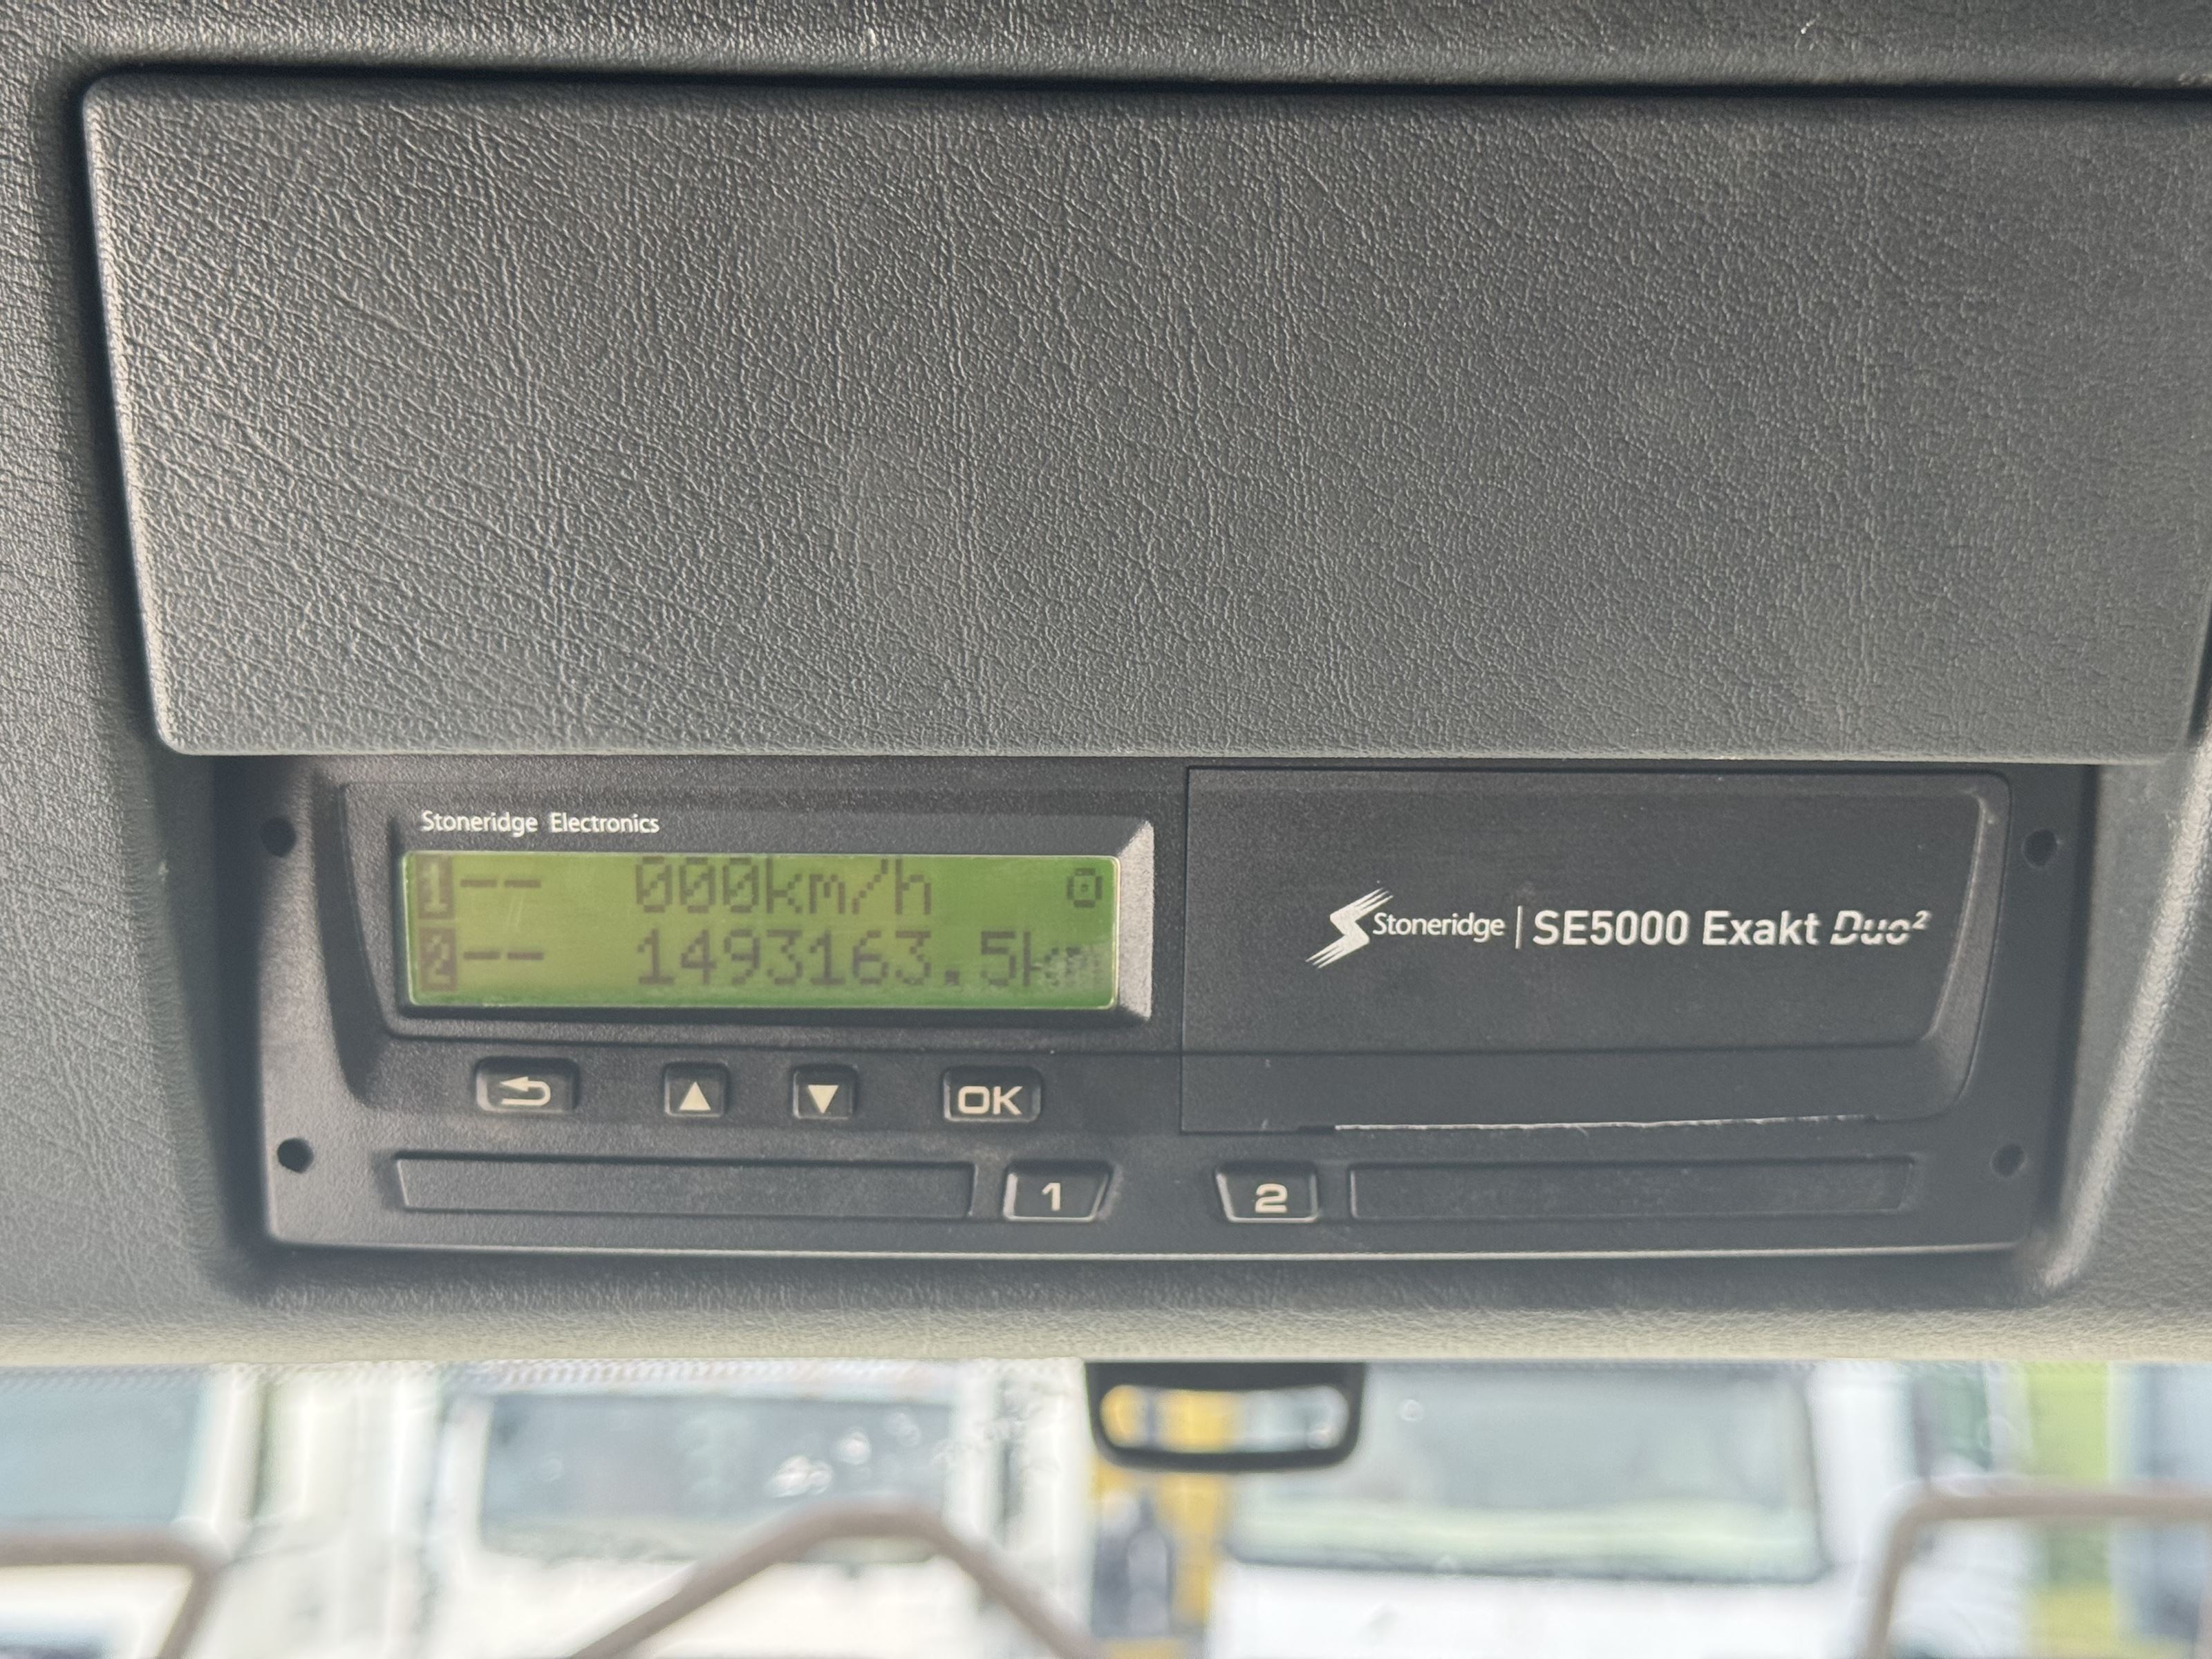 Stoneridge Electronics
1-- 000km/h
2-- 1493163.5km
Stoneridge | SE5000 Exakt Duo²
OK
1 2